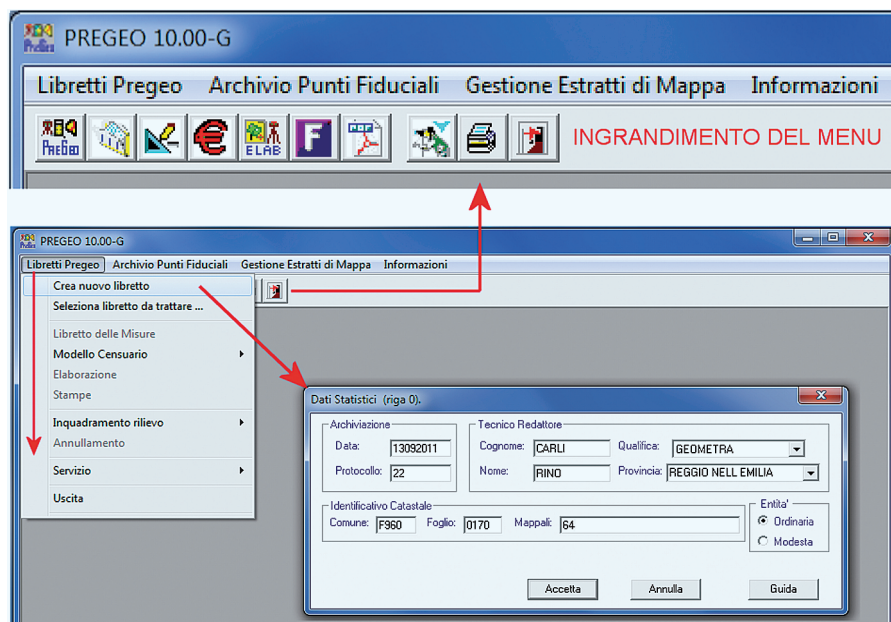 PREGEO 10.00-G
Libretti Pregeo Archivio Punti Fiduciali Gestione Estratti di Mappa Informazioni
PREGEO ELAB F INGRANDIMENTO DEL MENU
PREGEO 10.00-G
Libretti Pregeo Archivio Punti Fiduciali Gestione Estratti di Mappa Informazioni
Crea nuovo libretto
Seleziona libretto da trattare ...
Libretto delle Misure
Modello Censuario
Elaborazione
Stampe
Inquadramento rilievo
Annullamento
Servizio
Uscita
Dati Statistici (riga 0).
Archiviazione
Data: 13092011
Protocollo: 22
Tecnico Redattore
Cognome: CARLI Qualifica: GEOMETRA
Nome: RINO Provincia: REGGIO NELL EMILIA
Identificativo Catastale
Comune: F960 Foglio: 0170 Mappali: 64
Entita'
Ordinaria
Modesta
Accetta Annulla Guida